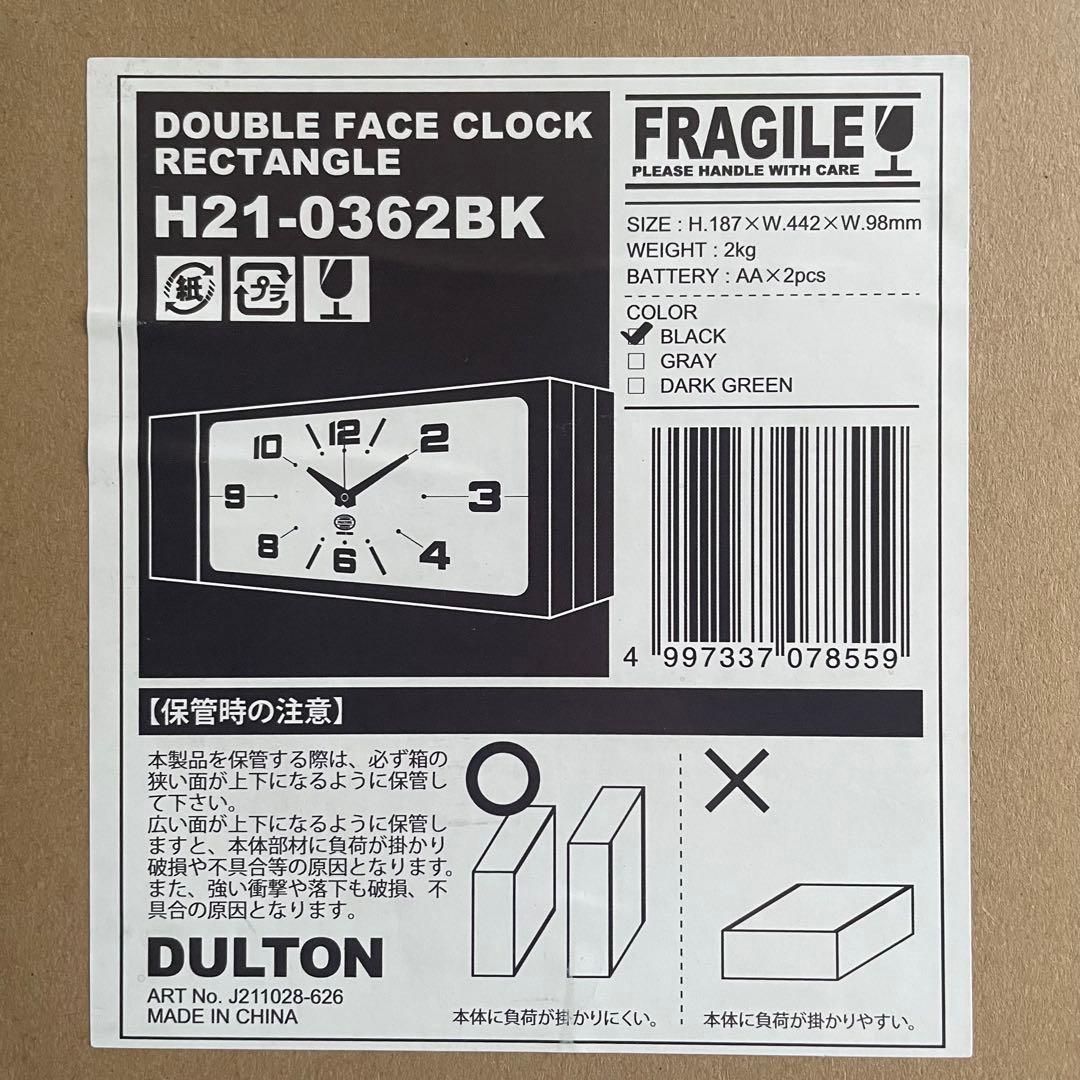 DOUBLE FACE CLOCK
RECTANGLE
H21-0362BK
紙
プラ
12
10
2
9
3
8
4
6
FRAGILE
PLEASE HANDLE WITH CARE
SIZE : H.187×W.442×W.98mm
WEIGHT : 2kg
BATTERY : AA×2pcs
COLOR
BLACK
GRAY
DARK GREEN
4 997337 078559
【保管時の注意】
本製品を保管する際は、必ず箱の
狭い面が上下になるように保管し
て下さい。
広い面が上下になるように保管し
ますと、本体部材に負荷が掛かり
破損や不具合等の原因となります。
また、強い衝撃や落下も破損、不
具合の原因となります。
DULTON
ART No. J211028-626
MADE IN CHINA
本体に負荷が掛かりにくい。
本体に負荷が掛かりやすい。